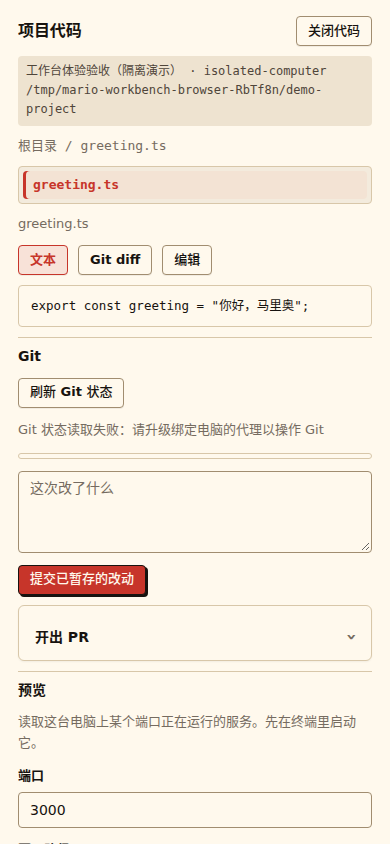 项目代码
关闭代码
工作台体验验收（隔离演示） · isolated-computer
/tmp/mario-workbench-browser-RbTf8n/demo-
project
根目录 / greeting.ts
greeting.ts
greeting.ts
文本
Git diff
编辑
export const greeting = "你好，马里奥";
Git
刷新 Git 状态
Git 状态读取失败：请升级绑定电脑的代理以操作 Git
这次改了什么
提交已暂存的改动
开出 PR
预览
读取这台电脑上某个端口正在运行的服务。先在终端里启动
它。
端口
3000